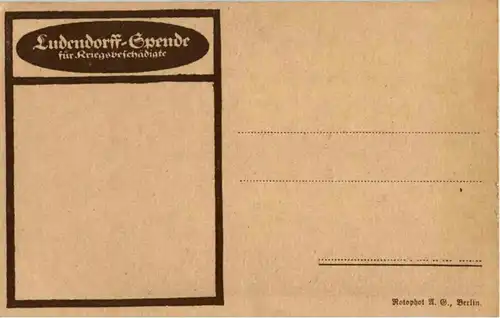 Ludendorff-Spende
für Kriegsbeschädigte
Rotophot A. G., Berlin.